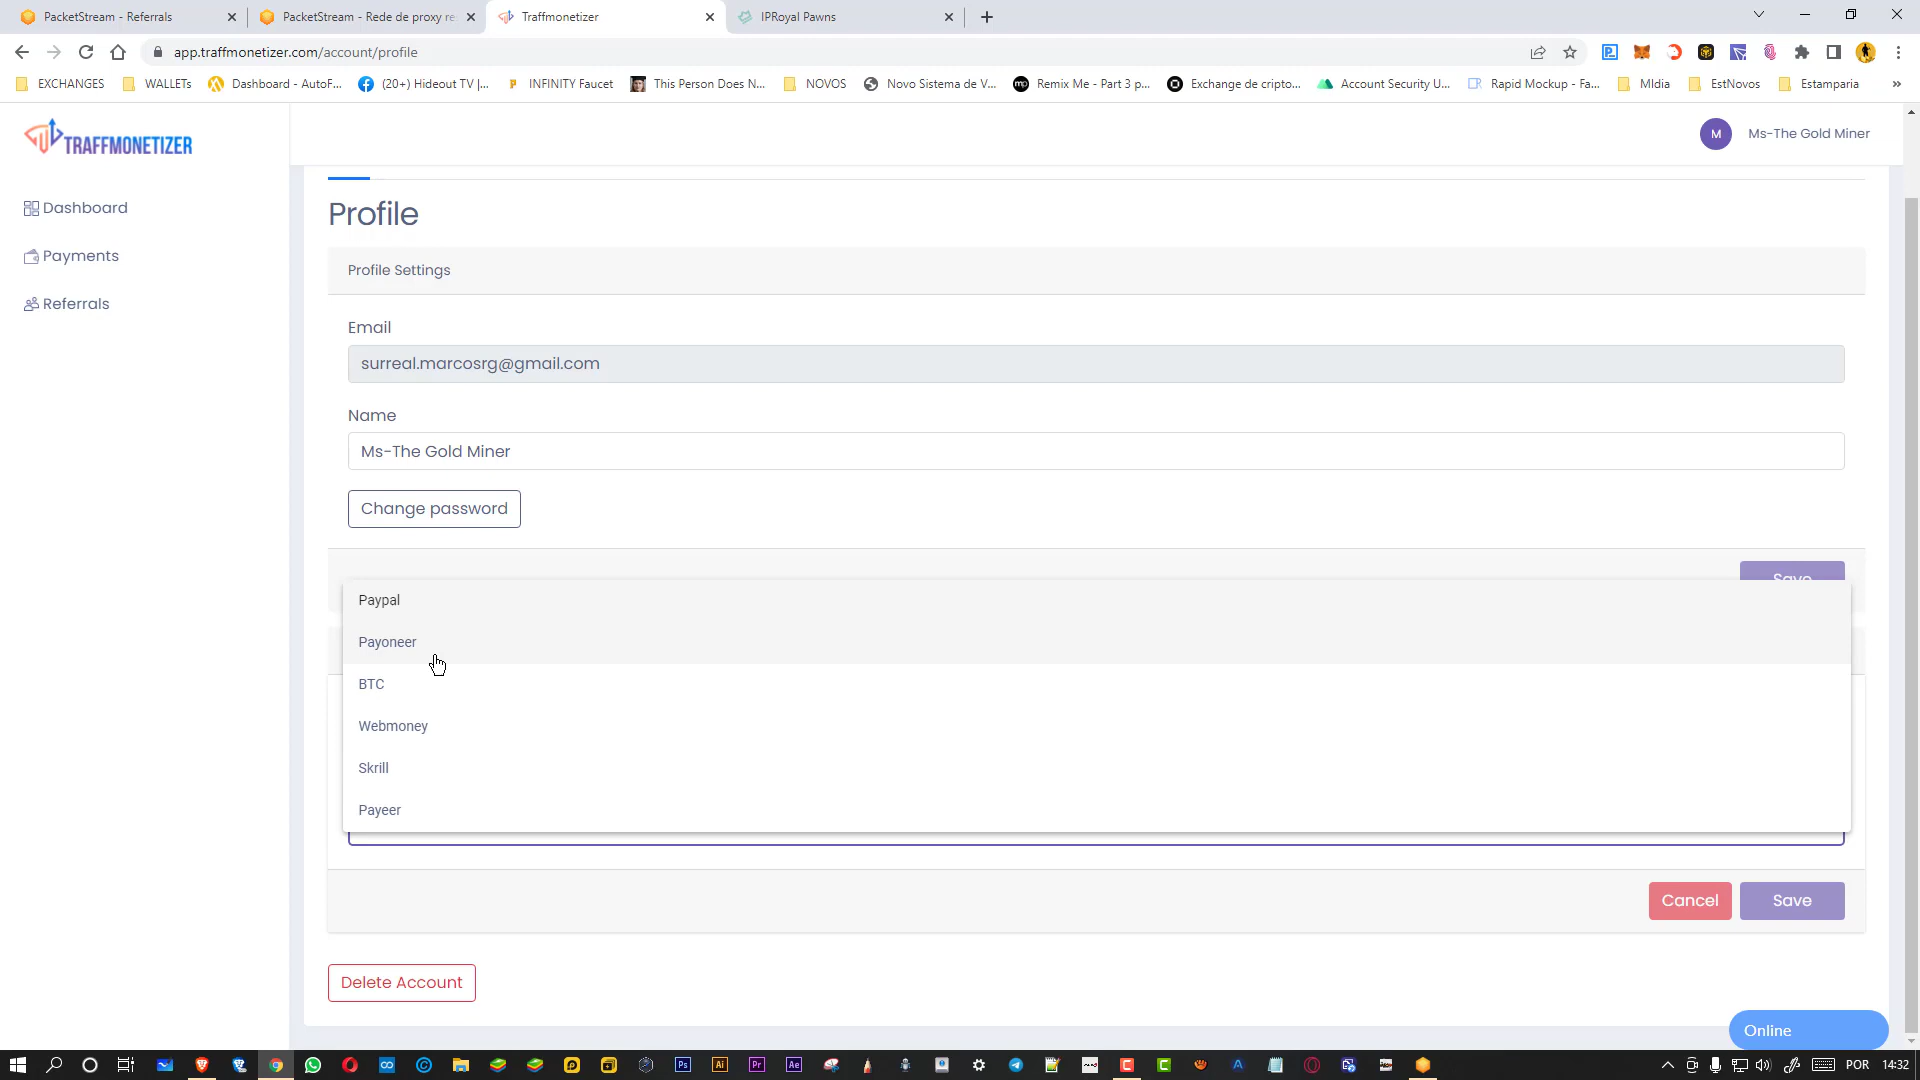 PacketStream - Referrals
PacketStream - Rede de proxy re
Traffmonetizer
IPRoyal Pawns
app.traffmonetizer.com/account/profile
EXCHANGES
WALLETs
Dashboard - AutoF...
(20+) Hideout TV |...
INFINITY Faucet
This Person Does N...
NOVOS
Novo Sistema de V...
Remix Me - Part 3 p...
Exchange de cripto...
Account Security U...
Rapid Mockup - Fa...
MIdia
EstNovos
Estamparia
»
TRAFFMONETIZER
M
Ms-The Gold Miner
Dashboard
Payments
Referrals
Profile
Profile Settings
Email
surreal.marcosrg@gmail.com
Name
Ms-The Gold Miner
Change password
Save
Paypal
Payoneer
BTC
Webmoney
Skrill
Payeer
Cancel
Save
Delete Account
Online
POR
14:32